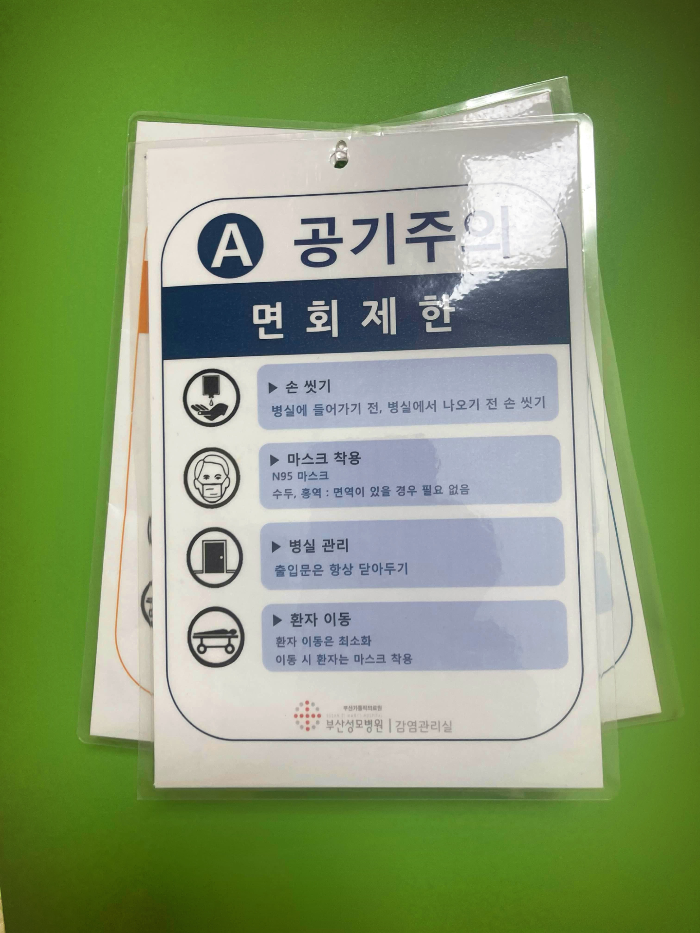 A 공기주의
면회제한
▶ 손 씻기
병실에 들어가기 전, 병실에서 나오기 전 손 씻기
▶ 마스크 착용
N95 마스크
수두, 홍역 : 면역이 있을 경우 필요 없음
▶ 병실 관리
출입문은 항상 닫아두기
▶ 환자 이동
환자 이동은 최소화
이동 시 환자는 마스크 착용
부산성모병원 | 감염관리실